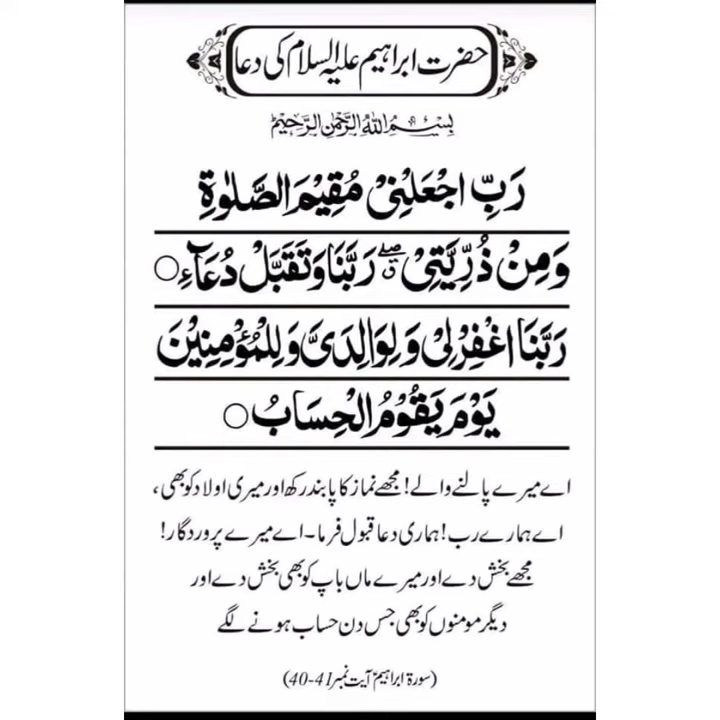 حضرت ابراہیم علیہ السلام کی دعا
بِسْمِ اللّٰهِ الرَّحْمٰنِ الرَّحِيْمِ
رَبِّ اجْعَلْنِیْ مُقِیْمَ الصَّلٰوةِ
وَمِنْ ذُرِّیَّتِیْ ۖق رَبَّنَا وَتَقَبَّلْ دُعَآءِ ○
رَبَّنَا اغْفِرْلِیْ وَلِوَالِدَیَّ وَلِلْمُؤْمِنِیْنَ
یَوْمَ یَقُوْمُ الْحِسَابُ ○
اے میرے پالنے والے! مجھے نماز کا پابند رکھ اور میری اولاد کو بھی،
اے ہمارے رب! ہماری دعا قبول فرما۔ اے میرے پروردگار!
مجھے بخش دے اور میرے ماں باپ کو بھی بخش دے اور
دیگر مومنوں کو بھی جس دن حساب ہونے لگے
(سورۃ ابراہیمؑ آیت نمبر 41-40)